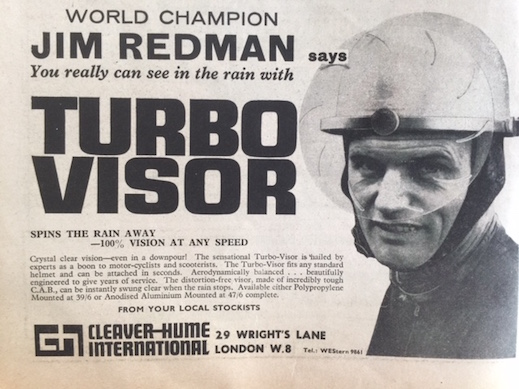 WORLD CHAMPION
JIM REDMAN says
You really can see in the rain with
TURBO
VISOR
SPINS THE RAIN AWAY
—100% VISION AT ANY SPEED
Crystal clear vision—even in a downpour! The sensational Turbo-Visor is hailed by
experts as a boon to motor-cyclists and scooterists. The Turbo-Visor fits any standard
helmet and can be attached in seconds. Aerodynamically balanced . . . beautifully
engineered to give years of service. The distortion-free visor, made of incredibly tough
C.A.B., can be instantly swung clear when the rain stops. Available either Polypropylene
Mounted at 39/6 or Anodised Aluminium Mounted at 47/6 complete.
FROM YOUR LOCAL STOCKISTS
CLEAVER-HUME 29 WRIGHT'S LANE
INTERNATIONAL LONDON W.8 Tel.: WEStern 9861